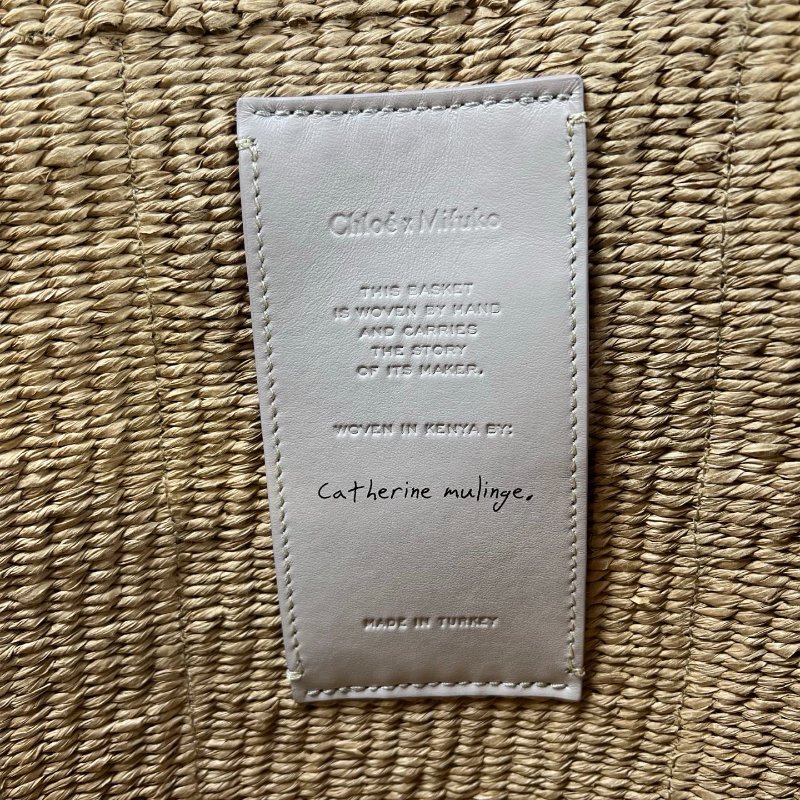 Chloé x Mifuko
THIS BASKET
IS WOVEN BY HAND
AND CARRIES
THE STORY
OF ITS MAKER.
WOVEN IN KENYA BY:
Catherine mulinge.
MADE IN TURKEY